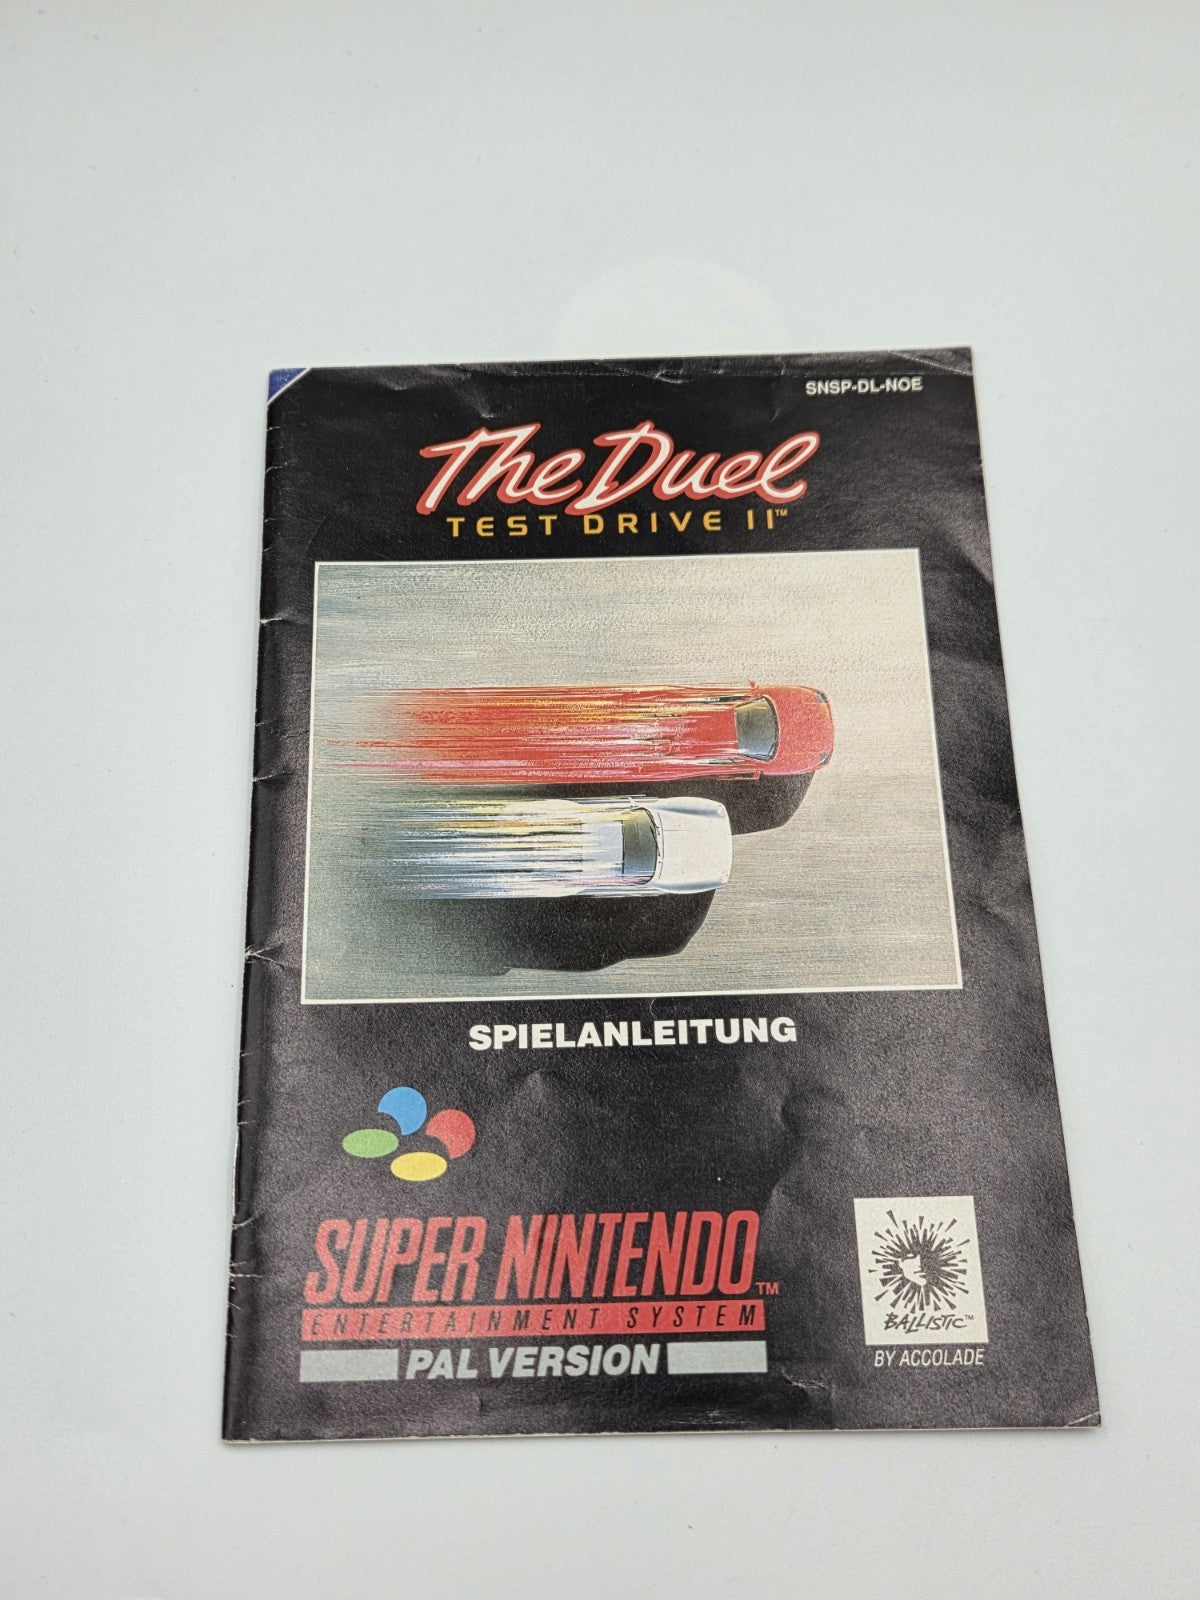 SNSP-DL-NOE
The Duel
TEST DRIVE II™
SPIELANLEITUNG
SUPER NINTENDO™
ENTERTAINMENT SYSTEM
PAL VERSION
BALLISTIC™
BY ACCOLADE